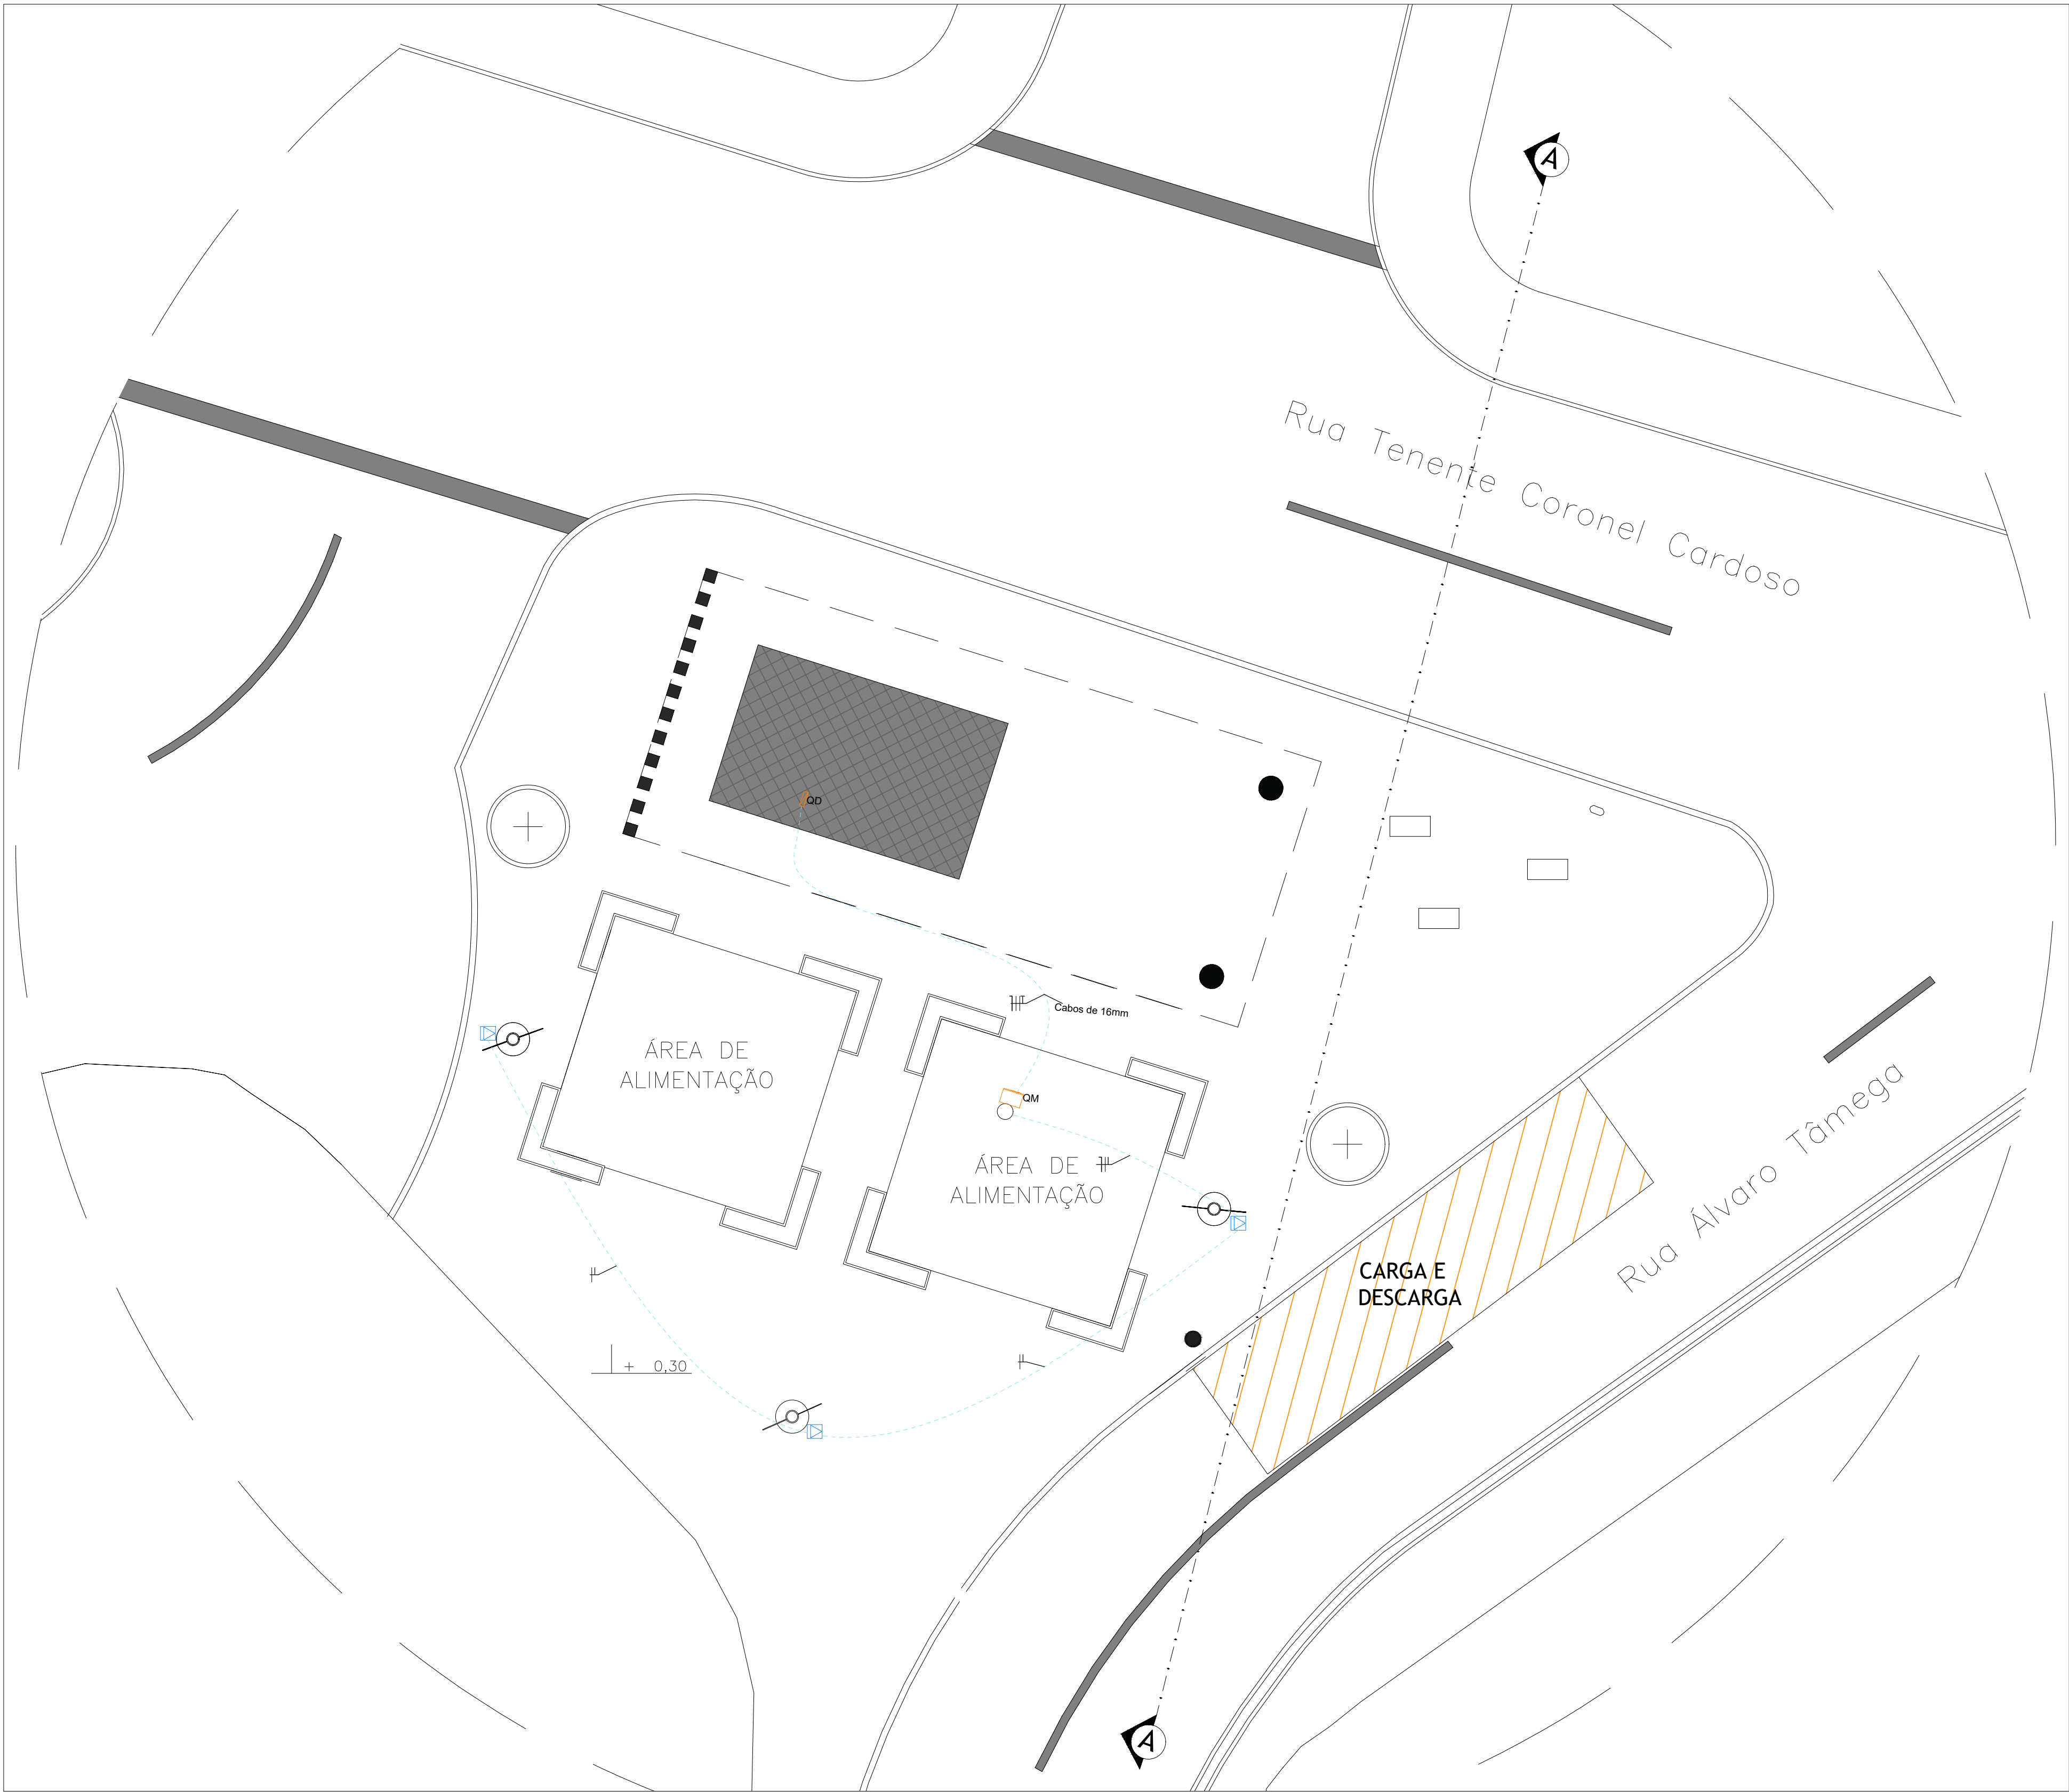 A
Rua Tenente Coronel Cardoso
QD
Cabos de 16mm
ÁREA DE
ALIMENTAÇÃO
QM
ÁREA DE
ALIMENTAÇÃO
Rua Álvaro Tâmega
CARGA E
DESCARGA
+ 0,30
A